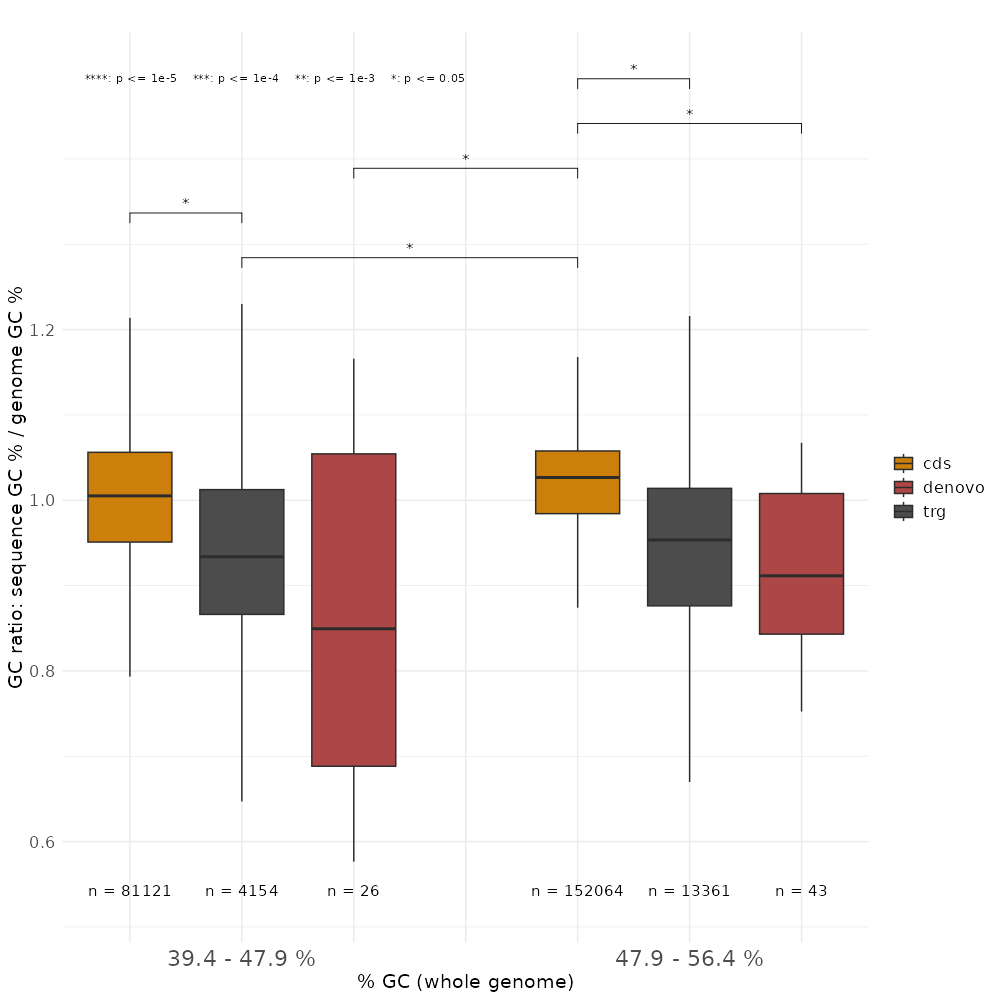 ****: p <= 1e-5 ***: p <= 1e-4 **: p <= 1e-3 *: p <= 0.05
*
*
*
*
*
GC ratio: sequence GC % / genome GC %
1.2
1.0
0.8
0.6
cds
denovo
trg
n = 81121 n = 4154 n = 26 n = 152064 n = 13361 n = 43
39.4 - 47.9 % 47.9 - 56.4 %
% GC (whole genome)